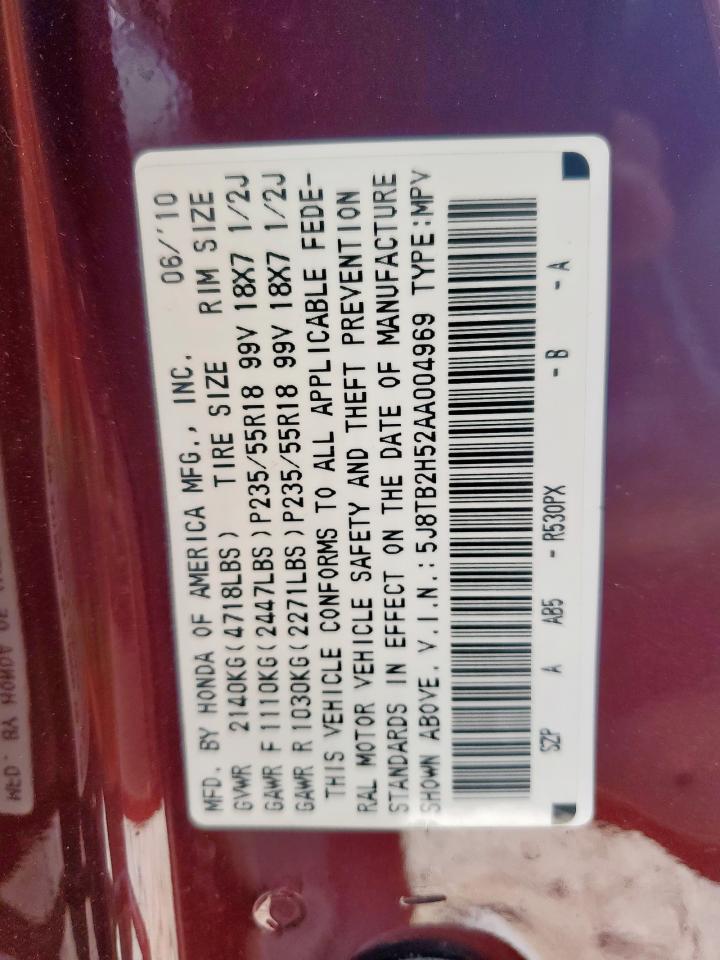 MFD. BY HONDA OF AMERICA MFG., INC. 06/'10
GVWR 2140KG(4718LBS) TIRE SIZE RIM SIZE
GAWR F 1110KG(2447LBS)P235/55R18 99V 18X7 1/2J
GAWR R 1030KG(2271LBS)P235/55R18 99V 18X7 1/2J
THIS VEHICLE CONFORMS TO ALL APPLICABLE FEDE-
RAL MOTOR VEHICLE SAFETY AND THEFT PREVENTION
STANDARDS IN EFFECT ON THE DATE OF MANUFACTURE
SHOWN ABOVE. V.I.N.:5J8TB2H52AA004969 TYPE:MPV
SZP A AB5 - R530PX - B - A